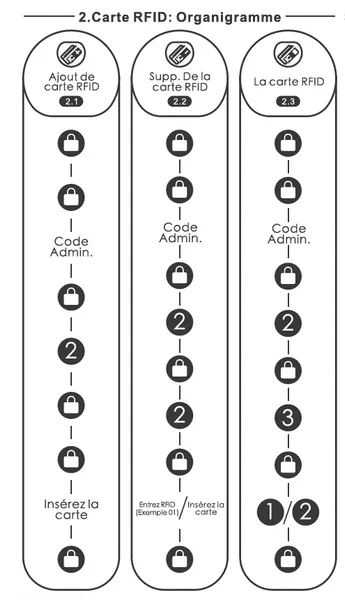 2.Carte RFID: Organigramme
Ajout de
carte RFID
2.1
Code
Admin.
2
Insérez la
carte
Supp. De la
carte RFID
2.2
Code
Admin.
2
2
Entrez RFID
(Exemple 01)
/
Insérez la
carte
La carte RFID
2.3
Code
Admin.
2
3
1/2